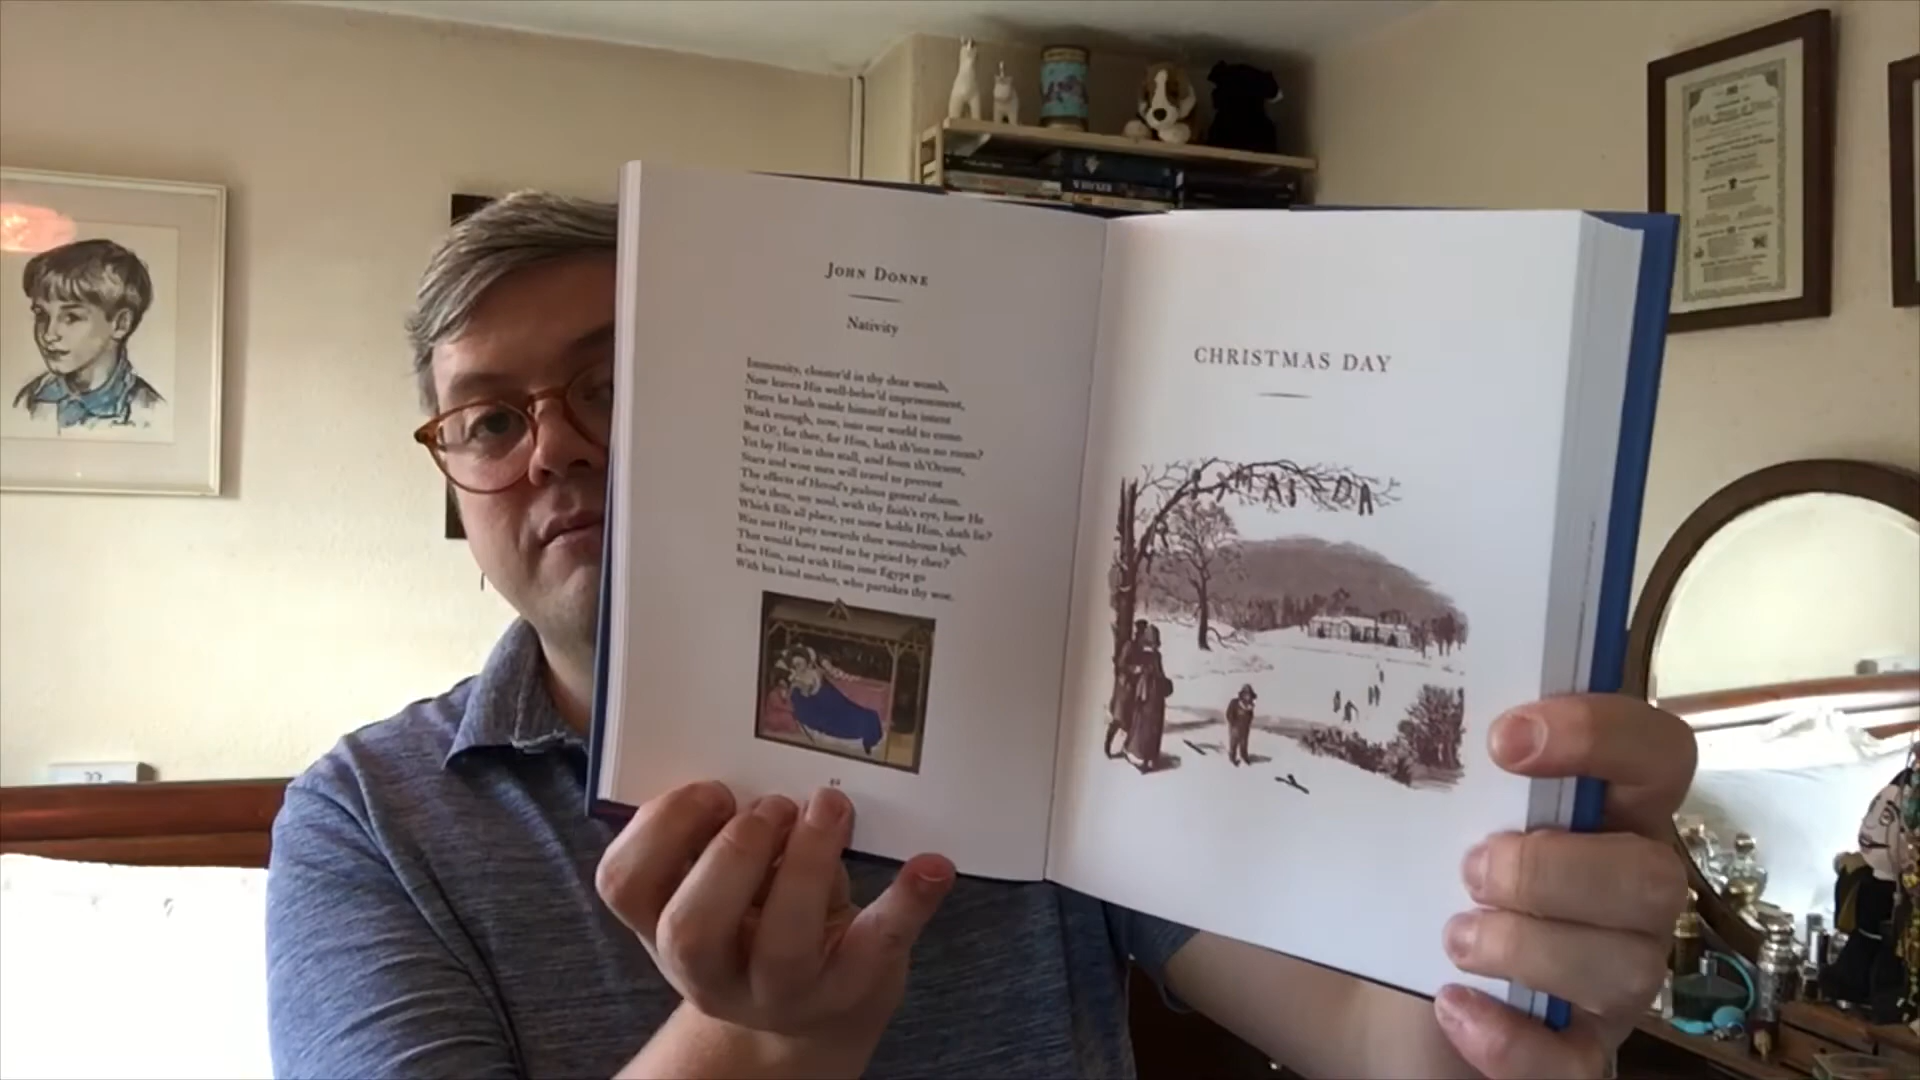 John Donne
Nativity
Immensity, cloister'd in thy dear womb,
Now leaves His well-belov'd imprisonment,
There he hath made himself to his intent
Weak enough, now, into our world to come
But O!, for thee, for Him, hath th'inn no room?
Yet lay Him in this stall, and from th'Orient,
Stars and wise men will travel to prevent
The effects of Herod's jealous general doom.
See'st thou, my soul, with thy faith's eye, how He
Which fills all place, yet none holds Him, doth lie?
Was not His pity towards thee wondrous high,
That would have need to be pitied by thee?
Kiss Him, and with Him into Egypt go
With his kind mother, who partakes thy woe.
CHRISTMAS DAY
XMAS DA